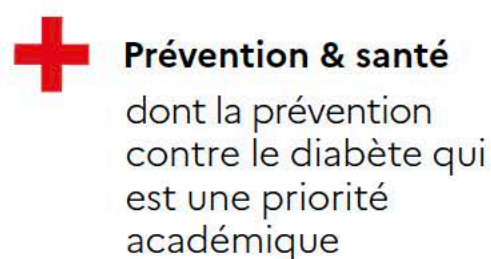 Prévention & santé
dont la prévention
contre le diabète qui
est une priorité
académique